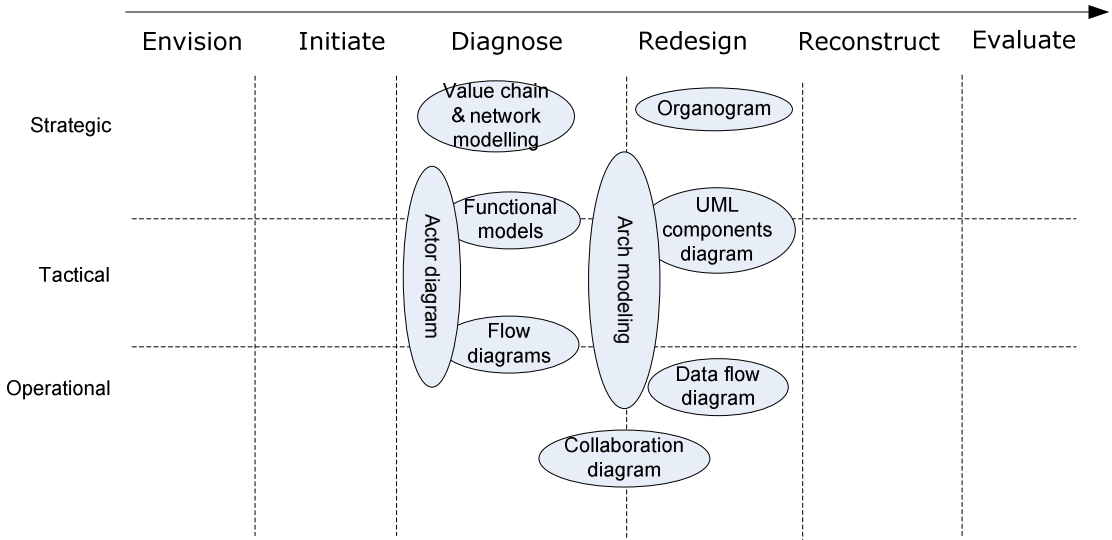 Envision
Initiate
Diagnose
Redesign
Reconstruct
Evaluate
Strategic
Value chain
& network
modelling
Organogram
Tactical
Actor diagram
Functional
models
Arch modeling
UML
components
diagram
Flow
diagrams
Operational
Data flow
diagram
Collaboration
diagram